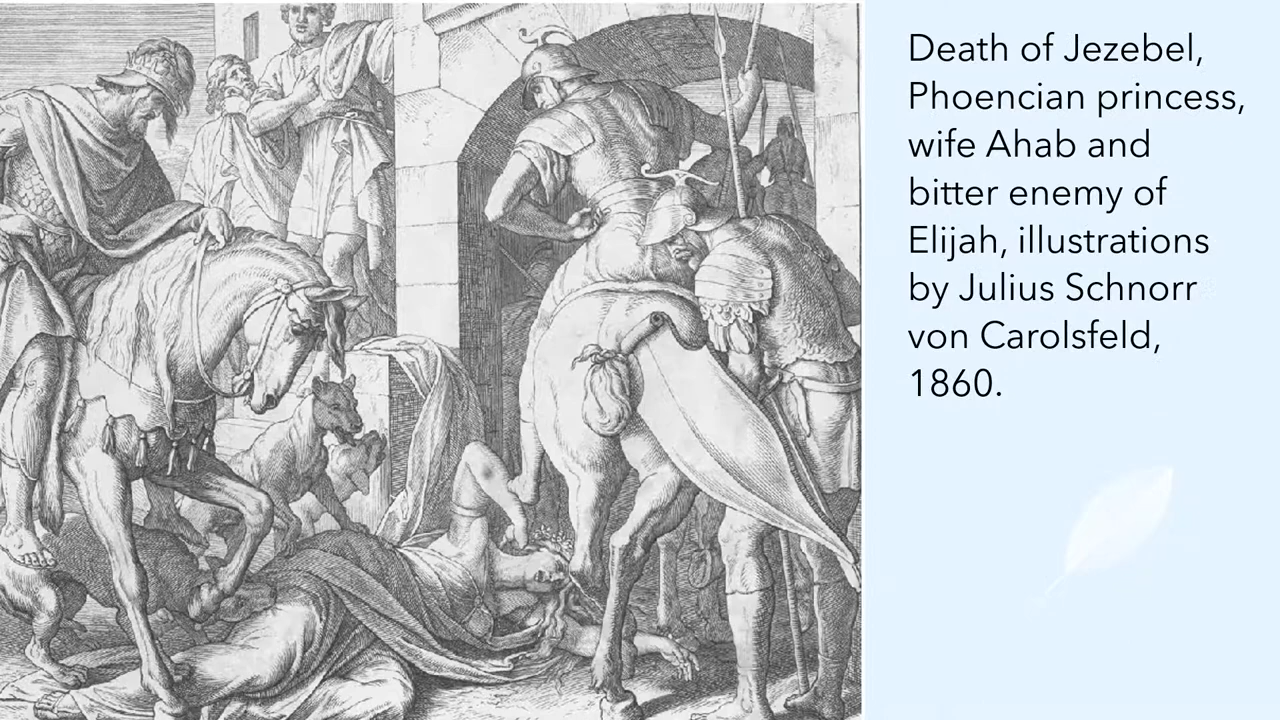 Death of Jezebel,
Phoencian princess,
wife Ahab and
bitter enemy of
Elijah, illustrations
by Julius Schnorr
von Carolsfeld,
1860.